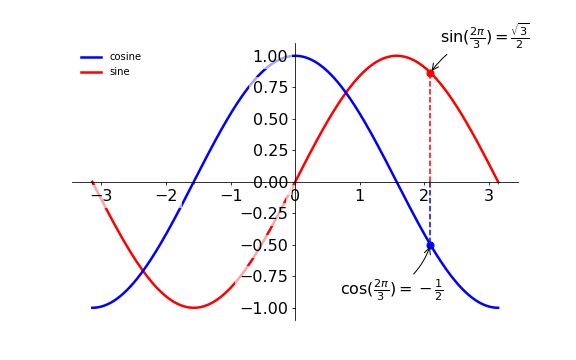 sin(2π/3) = √3/2
cosine
sine
1.00
0.75
0.50
0.25
0.00
−3 −2 −1 0 1 2 3
−0.25
−0.50
−0.75
cos(2π/3) = −1/2
−1.00